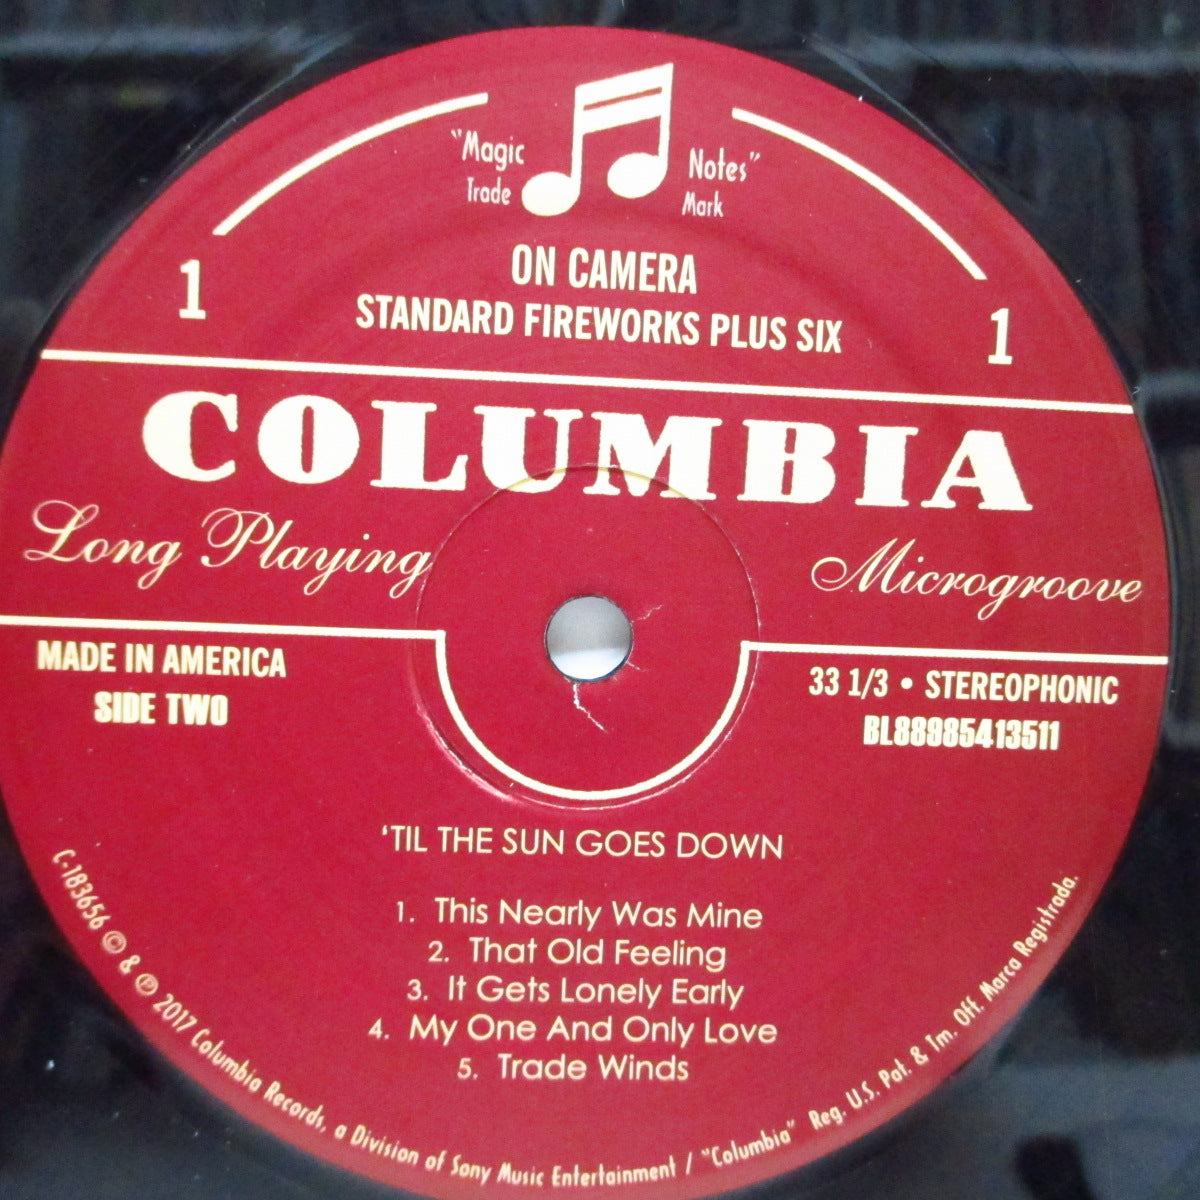 "Magic Notes"
Trade Mark
ON CAMERA
STANDARD FIREWORKS PLUS SIX
1 1
COLUMBIA
Long Playing Microgroove
MADE IN AMERICA
SIDE TWO
33 1/3 • STEREOPHONIC
BL88985413511
'TIL THE SUN GOES DOWN
1. This Nearly Was Mine
2. That Old Feeling
3. It Gets Lonely Early
4. My One And Only Love
5. Trade Winds
C-183656 © & ℗ 2017 Columbia Records, a Division of Sony Music Entertainment / "Columbia" Reg. U.S. Pat. & Tm. Off. Marca Registrada.